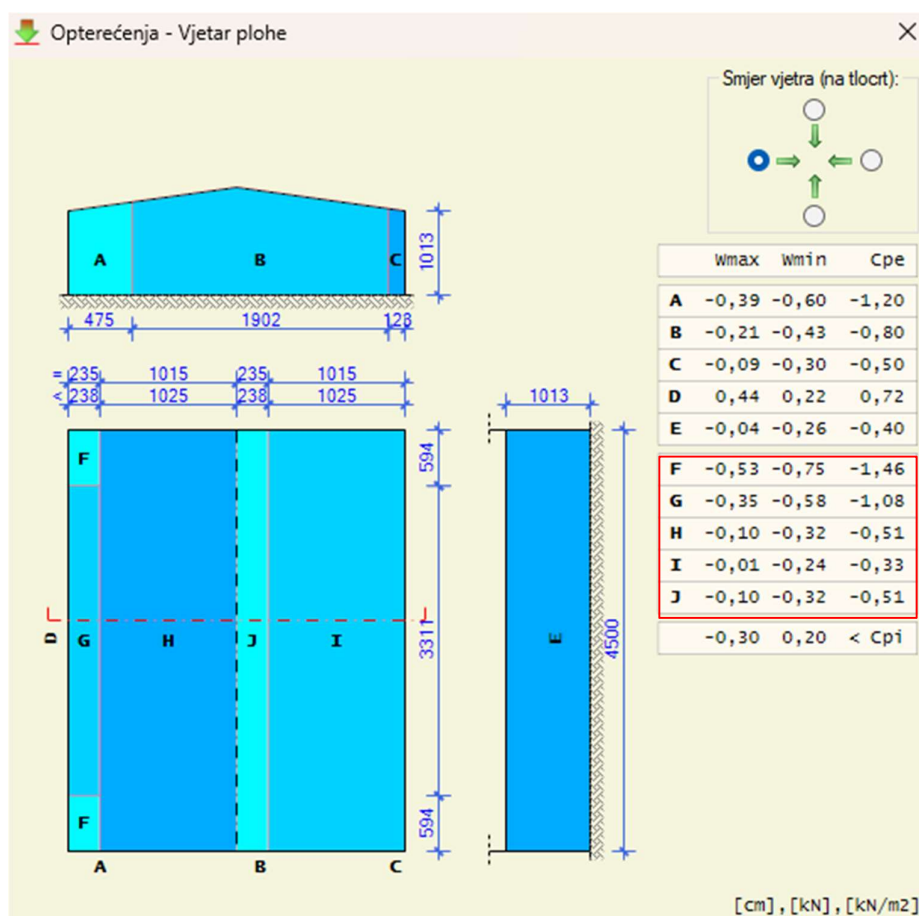 Opterećenja - Vjetar plohe
Smjer vjetra (na tlocrt):
Wmax Wmin Cpe
A -0,39 -0,60 -1,20
B -0,21 -0,43 -0,80
C -0,09 -0,30 -0,50
D 0,44 0,22 0,72
E -0,04 -0,26 -0,40
F -0,53 -0,75 -1,46
G -0,35 -0,58 -1,08
H -0,10 -0,32 -0,51
I -0,01 -0,24 -0,33
J -0,10 -0,32 -0,51
-0,30 0,20 < Cpi
A B C
1013
475 1902 128
= 235 1015 235 1015
< 238 1025 238 1025
1013
F
594
D G H J I
3311
E
4500
F
594
A B C
[cm],[kN],[kN/m2]